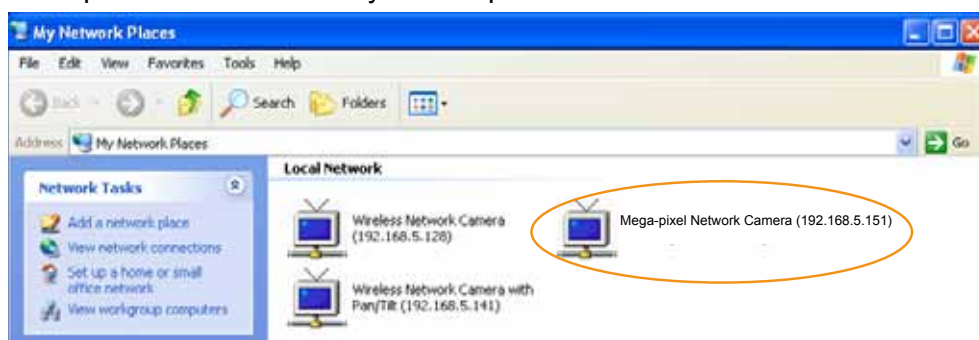 My Network Places
File Edit View Favorites Tools Help
Back Search Folders
Address My Network Places Go
Local Network
Network Tasks
Add a network place
View network connections
Set up a home or small
office network
View workgroup computers
Wireless Network Camera
(192.168.5.128)
Mega-pixel Network Camera (192.168.5.151)
Wireless Network Camera with
Pan/Tilt (192.168.5.141)